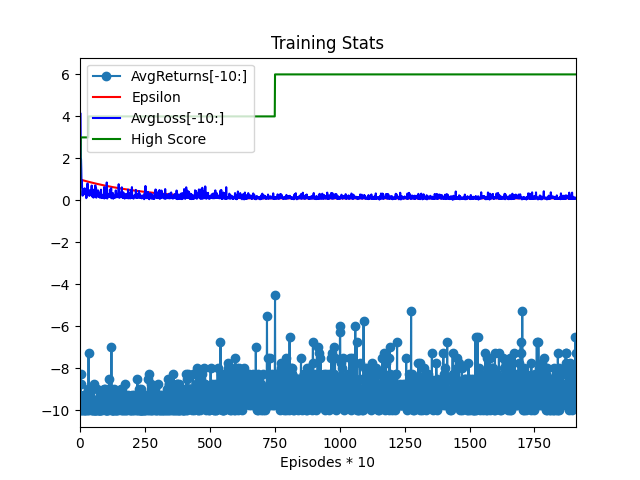 Training Stats
AvgReturns[-10:]
Epsilon
AvgLoss[-10:]
High Score
6
4
2
0
−2
−4
−6
−8
−10
0 250 500 750 1000 1250 1500 1750
Episodes * 10